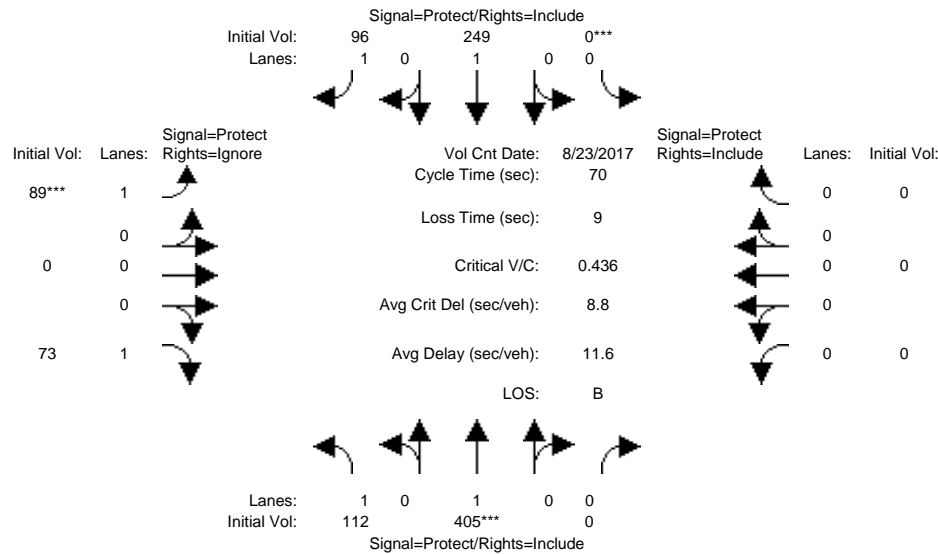 Signal=Protect/Rights=Include
Initial Vol: 96 249 0***
Lanes: 1 0 1 0 0
Signal=Protect
Initial Vol: Lanes: Rights=Ignore
Vol Cnt Date: 8/23/2017
Signal=Protect
Rights=Include Lanes: Initial Vol:
Cycle Time (sec): 70
89*** 1
0 0
Loss Time (sec): 9
0
0
0 0
Critical V/C: 0.436
0 0
0
Avg Crit Del (sec/veh): 8.8
0
73 1
Avg Delay (sec/veh): 11.6
0 0
LOS: B
Lanes: 1 0 1 0 0
Initial Vol: 112 405*** 0
Signal=Protect/Rights=Include